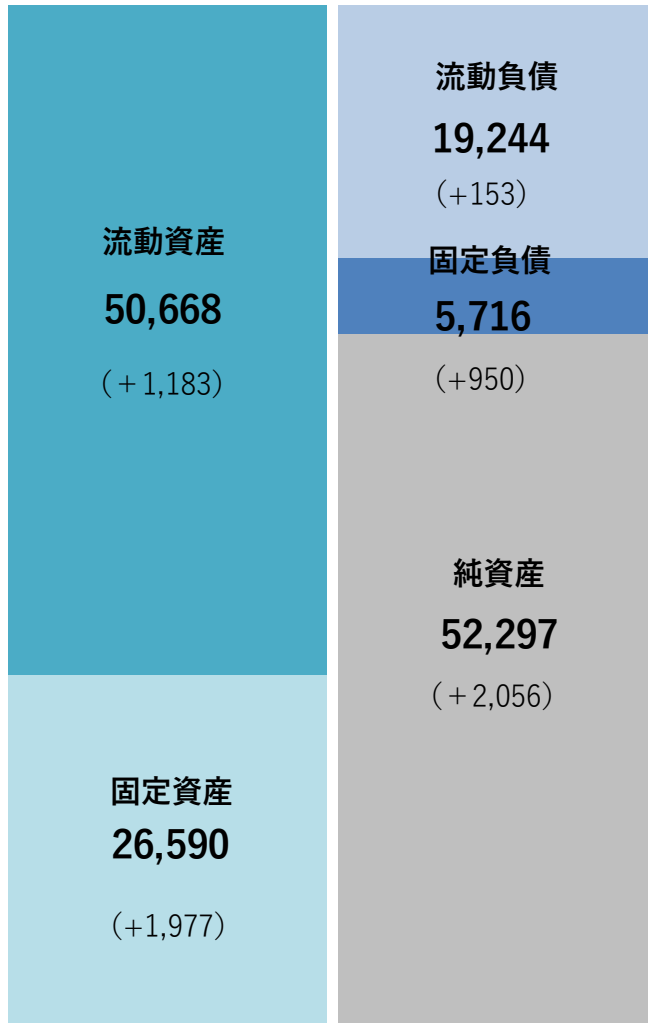 流動資産
50,668
（＋1,183）
固定資産
26,590
（+1,977）
流動負債
19,244
（+153）
固定負債
5,716
（+950）
純資産
52,297
（＋2,056）